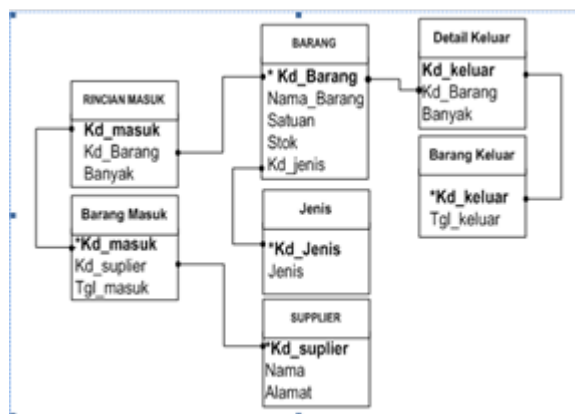 RINCIAN MASUK
Kd_masuk
Kd_Barang
Banyak
Barang Masuk
*Kd_masuk
Kd_suplier
Tgl_masuk
BARANG
* Kd_Barang
Nama_Barang
Satuan
Stok
Kd_jenis
Jenis
*Kd_Jenis
Jenis
SUPPLIER
*Kd_suplier
Nama
Alamat
Detail Keluar
Kd_keluar
Kd_Barang
Banyak
Barang Keluar
*Kd_keluar
Tgl_keluar